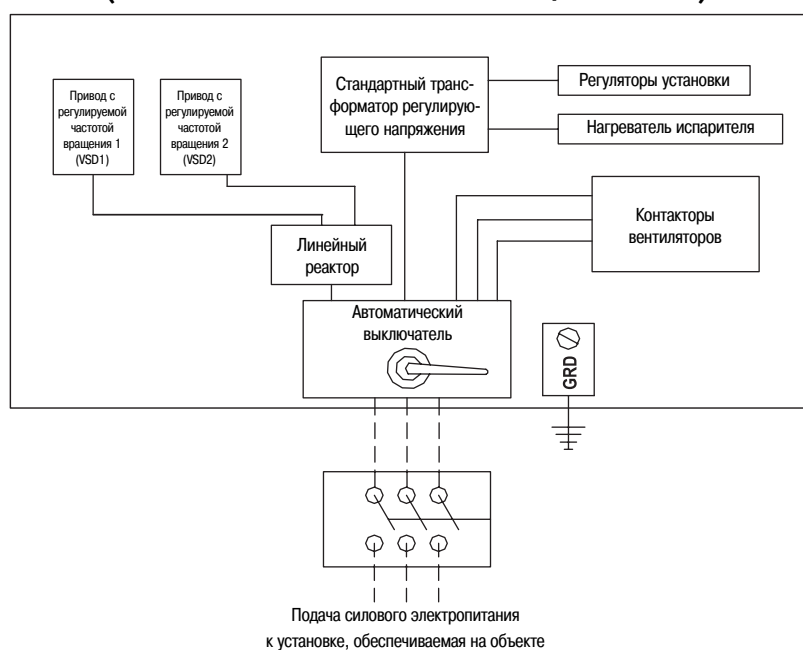 Привод с
регулируемой
частотой
вращения 1
(VSD1)
Привод с
регулируемой
частотой
вращения 2
(VSD2)
Стандартный транс-
форматор регулирую-
щего напряжения
Регуляторы установки
Нагреватель испарителя
Контакторы
вентиляторов
Линейный
реактор
Автоматический
выключатель
GRD
Подача силового электропитания
к установке, обеспечиваемая на объекте